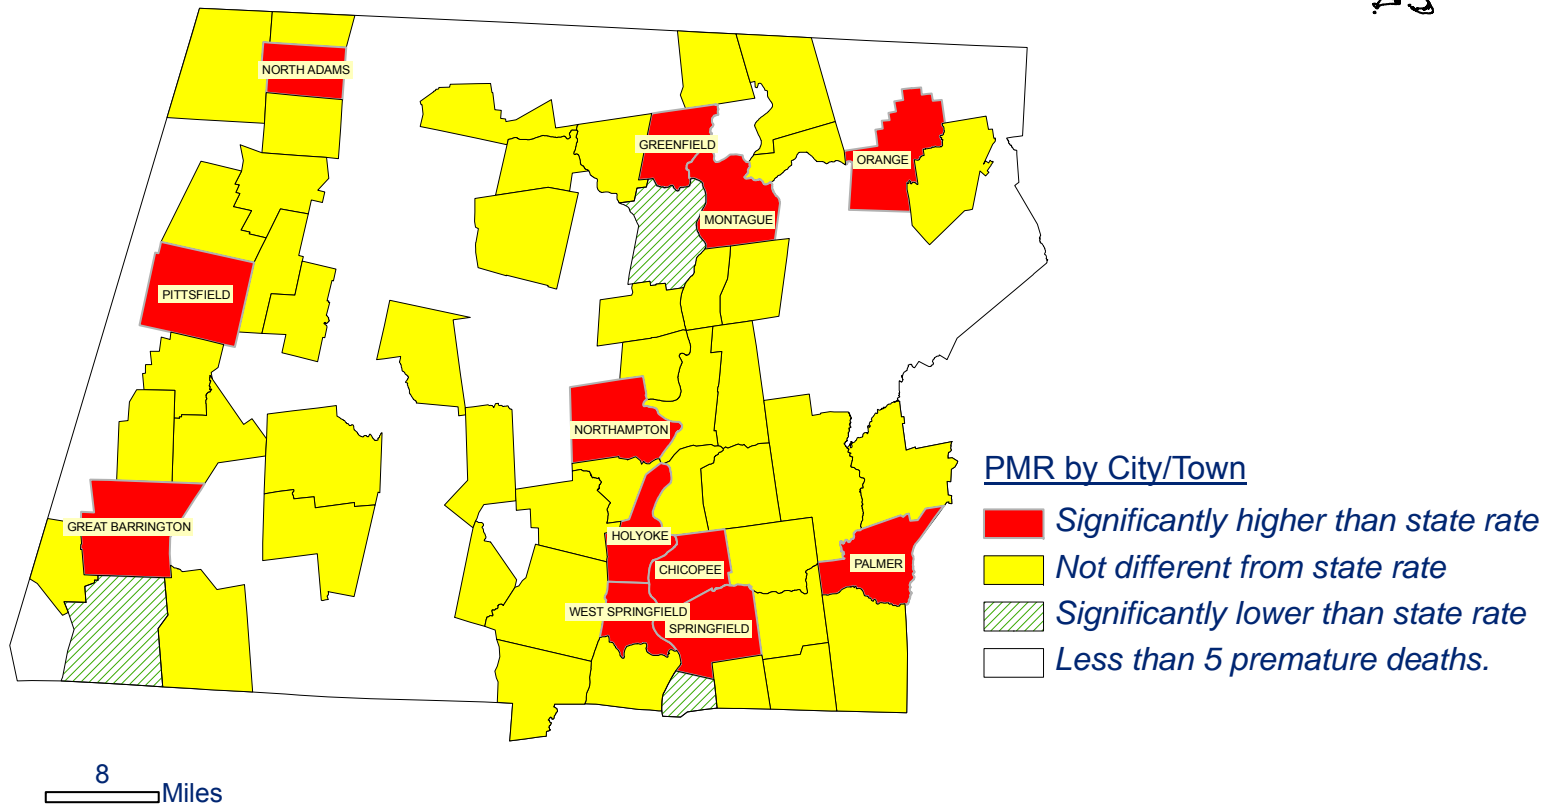 NORTH ADAMS
GREENFIELD
ORANGE
MONTAGUE
PITTSFIELD
NORTHAMPTON
GREAT BARRINGTON
HOLYOKE
CHICOPEE
PALMER
WEST SPRINGFIELD
SPRINGFIELD
PMR by City/Town
Significantly higher than state rate
Not different from state rate
Significantly lower than state rate
Less than 5 premature deaths.
8
Miles